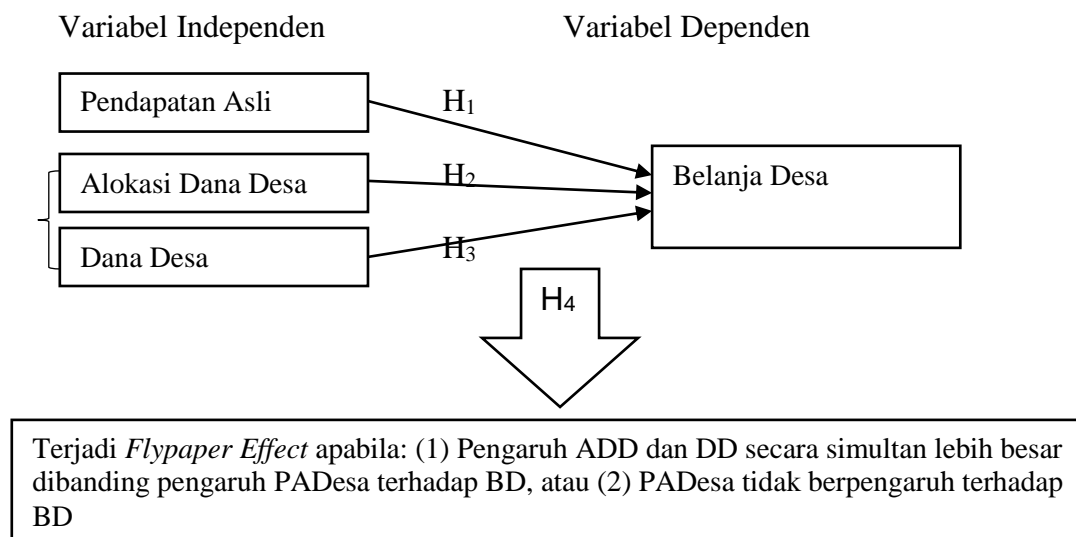 Variabel Independen
Variabel Dependen
Pendapatan Asli
H₁
Alokasi Dana Desa
H₂
Belanja Desa
Dana Desa
H₃
H₄
Terjadi Flypaper Effect apabila: (1) Pengaruh ADD dan DD secara simultan lebih besar
dibanding pengaruh PADesa terhadap BD, atau (2) PADesa tidak berpengaruh terhadap
BD